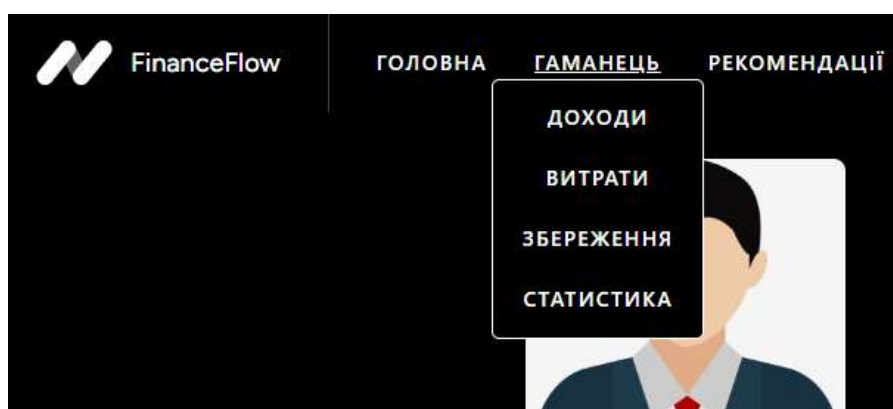 FinanceFlow ГОЛОВНА ГАМАНЕЦЬ РЕКОМЕНДАЦІЇ
ДОХОДИ
ВИТРАТИ
ЗБЕРЕЖЕННЯ
СТАТИСТИКА